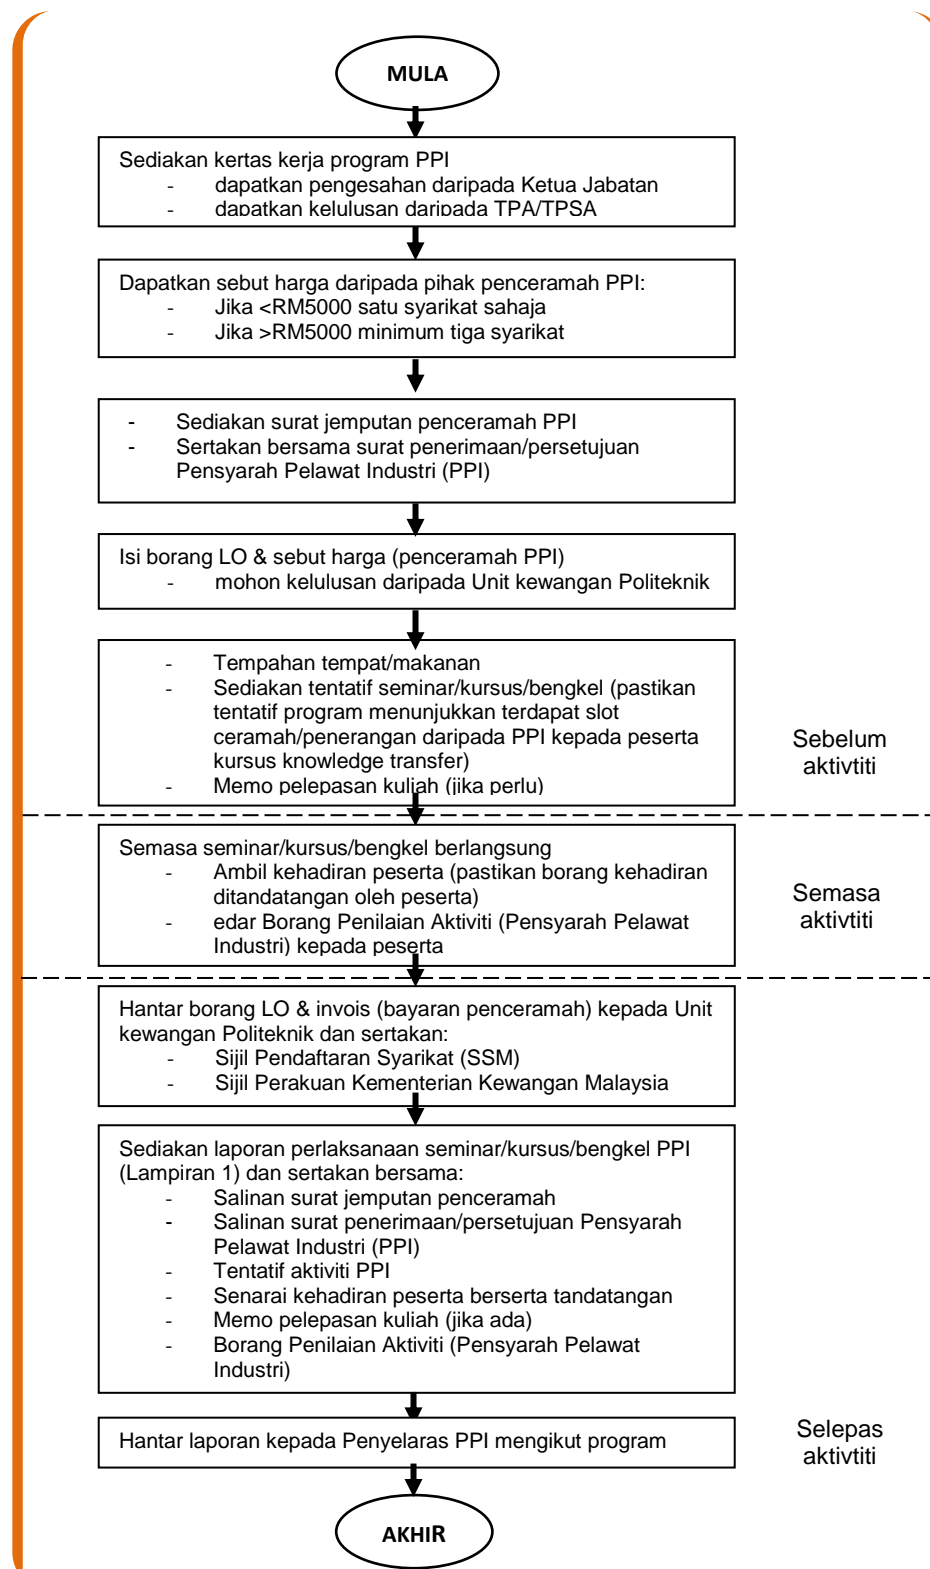 MULA
Sediakan kertas kerja program PPI
- dapatkan pengesahan daripada Ketua Jabatan
- dapatkan kelulusan daripada TPA/TPSA
Dapatkan sebut harga daripada pihak penceramah PPI:
- Jika <RM5000 satu syarikat sahaja
- Jika >RM5000 minimum tiga syarikat
- Sediakan surat jemputan penceramah PPI
- Sertakan bersama surat penerimaan/persetujuan
Pensyarah Pelawat Industri (PPI)
Isi borang LO & sebut harga (penceramah PPI)
- mohon kelulusan daripada Unit kewangan Politeknik
- Tempahan tempat/makanan
- Sediakan tentatif seminar/kursus/bengkel (pastikan
tentatif program menunjukkan terdapat slot
ceramah/penerangan daripada PPI kepada peserta
kursus knowledge transfer)
- Memo pelepasan kuliah (jika perlu)
Sebelum
aktivtiti
Semasa seminar/kursus/bengkel berlangsung
- Ambil kehadiran peserta (pastikan borang kehadiran
ditandatangan oleh peserta)
- edar Borang Penilaian Aktiviti (Pensyarah Pelawat
Industri) kepada peserta
Semasa
aktivtiti
Hantar borang LO & invois (bayaran penceramah) kepada Unit
kewangan Politeknik dan sertakan:
- Sijil Pendaftaran Syarikat (SSM)
- Sijil Perakuan Kementerian Kewangan Malaysia
Sediakan laporan perlaksanaan seminar/kursus/bengkel PPI
(Lampiran 1) dan sertakan bersama:
- Salinan surat jemputan penceramah
- Salinan surat penerimaan/persetujuan Pensyarah
Pelawat Industri (PPI)
- Tentatif aktiviti PPI
- Senarai kehadiran peserta berserta tandatangan
- Memo pelepasan kuliah (jika ada)
- Borang Penilaian Aktiviti (Pensyarah Pelawat
Industri)
Hantar laporan kepada Penyelaras PPI mengikut program
Selepas
aktivtiti
AKHIR